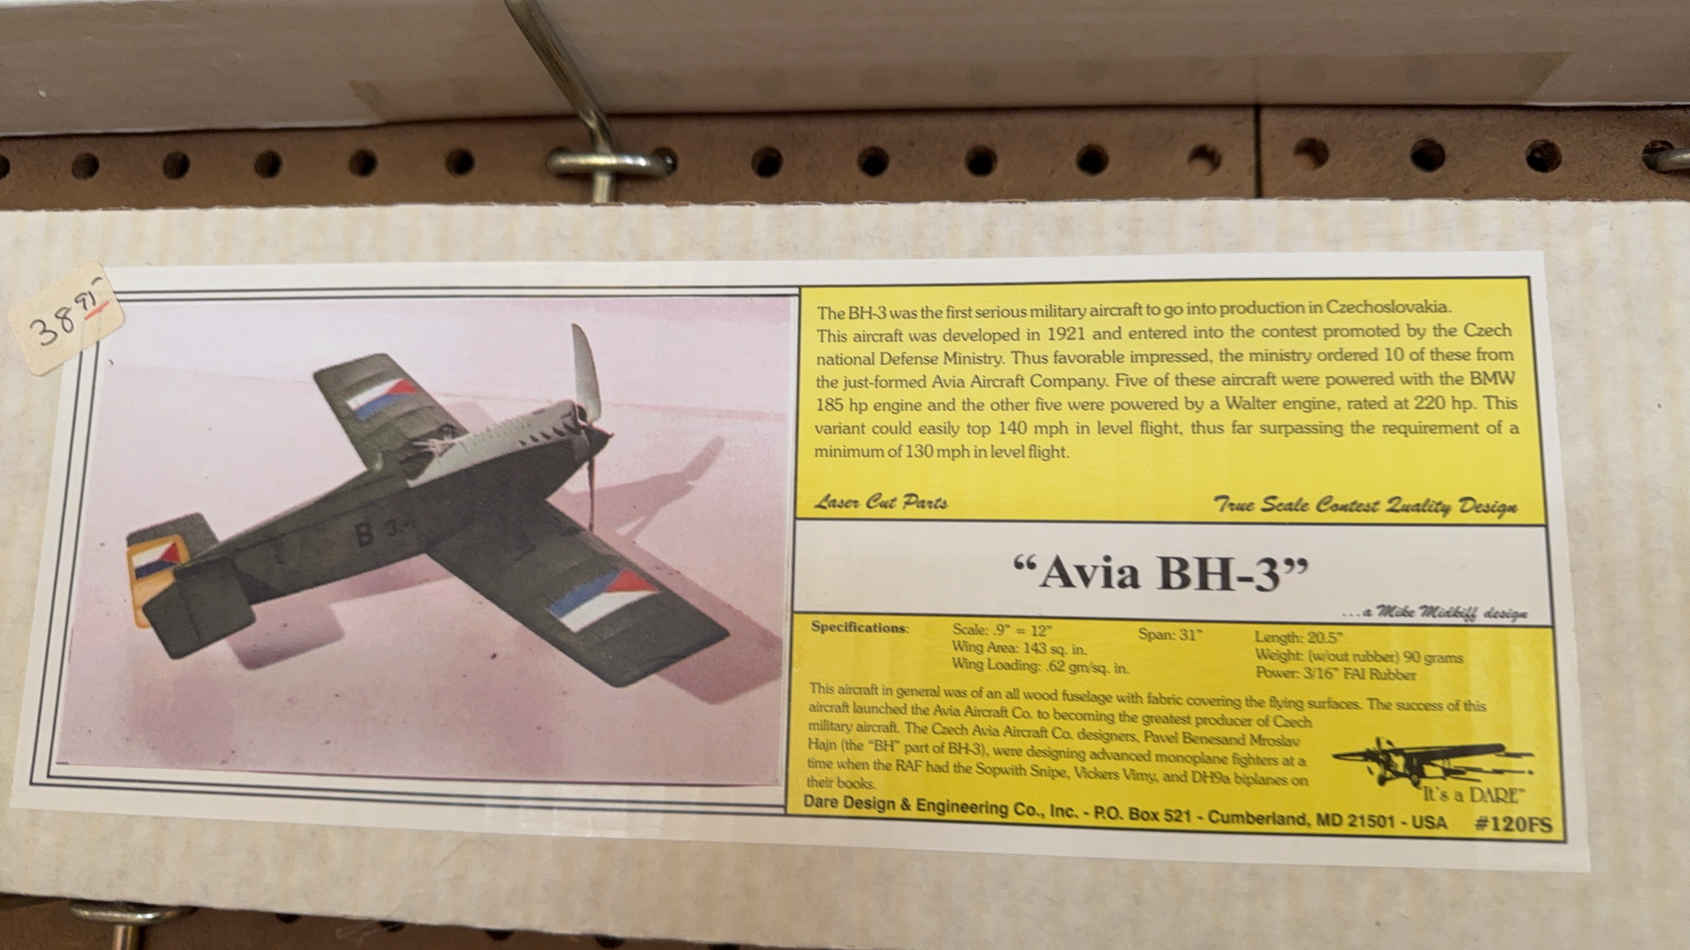 38 95
B 3-
The BH-3 was the first serious military aircraft to go into production in Czechoslovakia.
This aircraft was developed in 1921 and entered into the contest promoted by the Czech
national Defense Ministry. Thus favorable impressed, the ministry ordered 10 of these from
the just-formed Avia Aircraft Company. Five of these aircraft were powered with the BMW
185 hp engine and the other five were powered by a Walter engine, rated at 220 hp. This
variant could easily top 140 mph in level flight, thus far surpassing the requirement of a
minimum of 130 mph in level flight.
Laser Cut Parts True Scale Contest Quality Design
“Avia BH-3”
...a Mike Midkiff design
Specifications: Scale: .9" = 12" Span: 31" Length: 20.5"
Wing Area: 143 sq. in. Weight: (w/out rubber) 90 grams
Wing Loading: .62 gm/sq. in. Power: 3/16" FAI Rubber
This aircraft in general was of an all wood fuselage with fabric covering the flying surfaces. The success of this
aircraft launched the Avia Aircraft Co. to becoming the greatest producer of Czech
military aircraft. The Czech Avia Aircraft Co. designers, Pavel Benesand Mroslav
Hajn (the "BH" part of BH-3), were designing advanced monoplane fighters at a
time when the RAF had the Sopwith Snipe, Vickers Vimy, and DH9a biplanes on
their books.
It's a DARE™
Dare Design & Engineering Co., Inc. - P.O. Box 521 - Cumberland, MD 21501 - USA #120FS